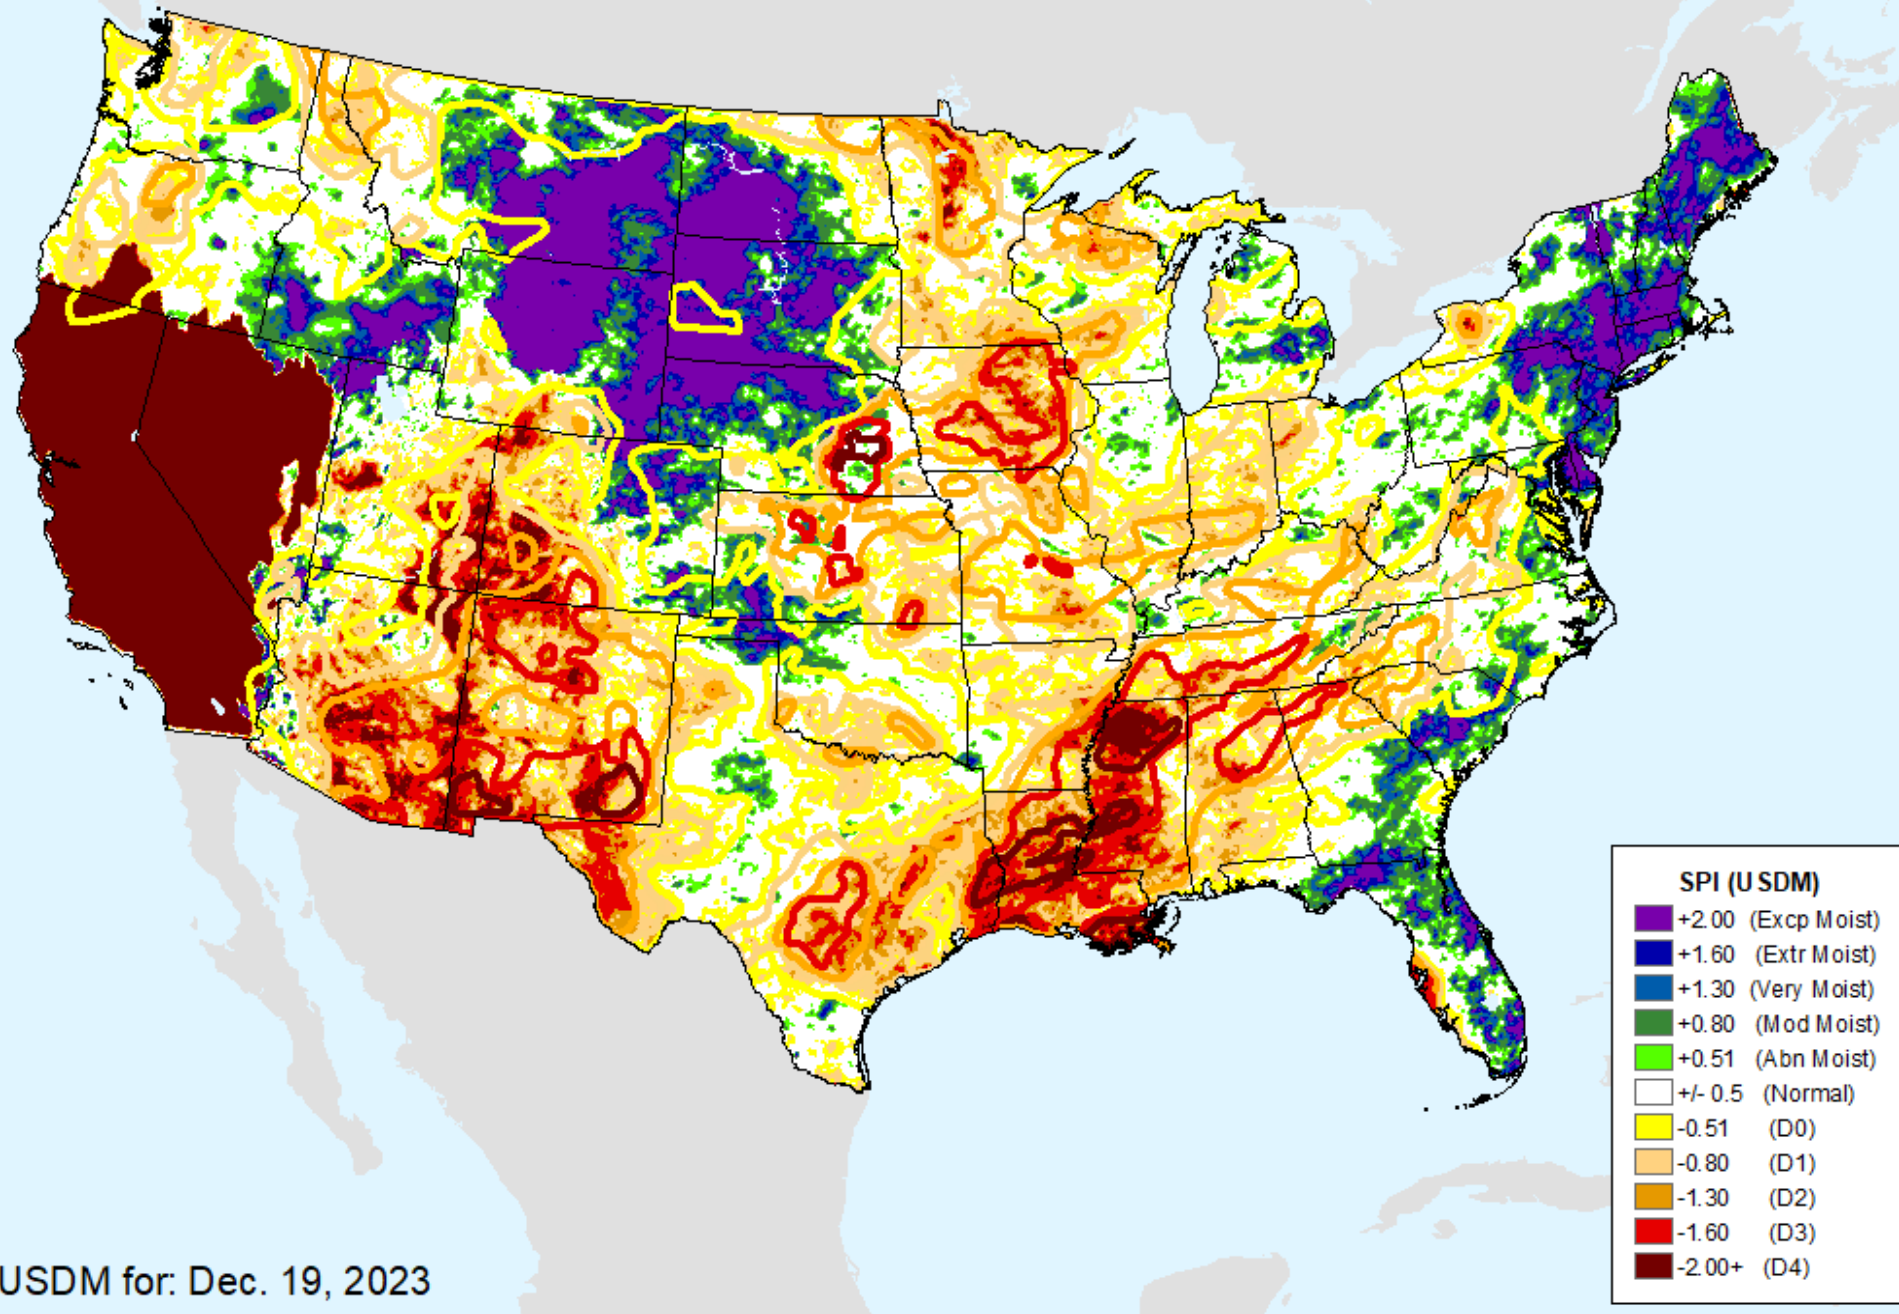 SPI (USDM)
+2.00 (Excp Moist)
+1.60 (Extr Moist)
+1.30 (Very Moist)
+0.80 (Mod Moist)
+0.51 (Abn Moist)
+/- 0.5 (Normal)
-0.51 (D0)
-0.80 (D1)
-1.30 (D2)
-1.60 (D3)
-2.00+ (D4)
USDM for: Dec. 19, 2023